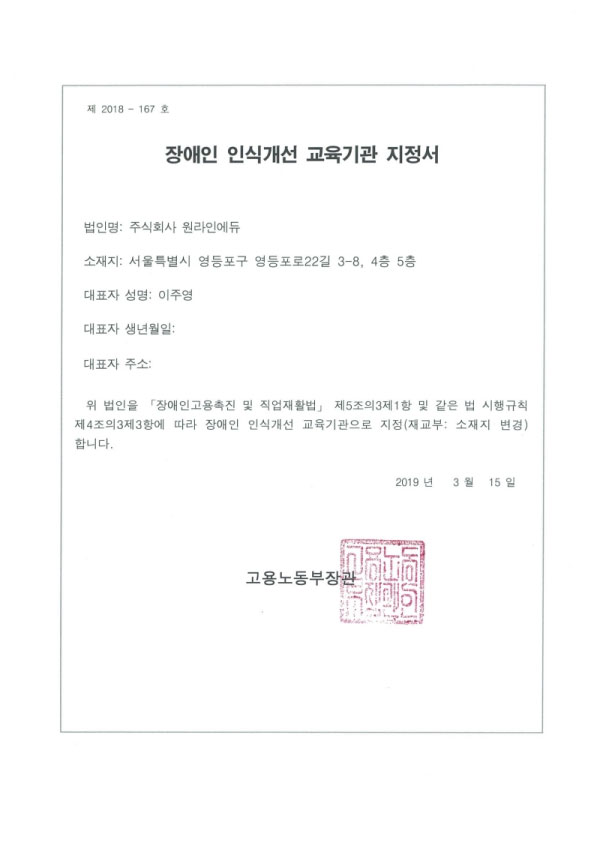 제 2018 - 167 호
장애인 인식개선 교육기관 지정서
법인명: 주식회사 원라인에듀
소재지: 서울특별시 영등포구 영등포로22길 3-8, 4층 5층
대표자 성명: 이주영
대표자 생년월일:
대표자 주소:
위 법인을 「장애인고용촉진 및 직업재활법」 제5조의3제1항 및 같은 법 시행규칙
제4조의3제3항에 따라 장애인 인식개선 교육기관으로 지정(재교부: 소재지 변경)
합니다.
2019 년 3 월 15 일
고용노동부장관